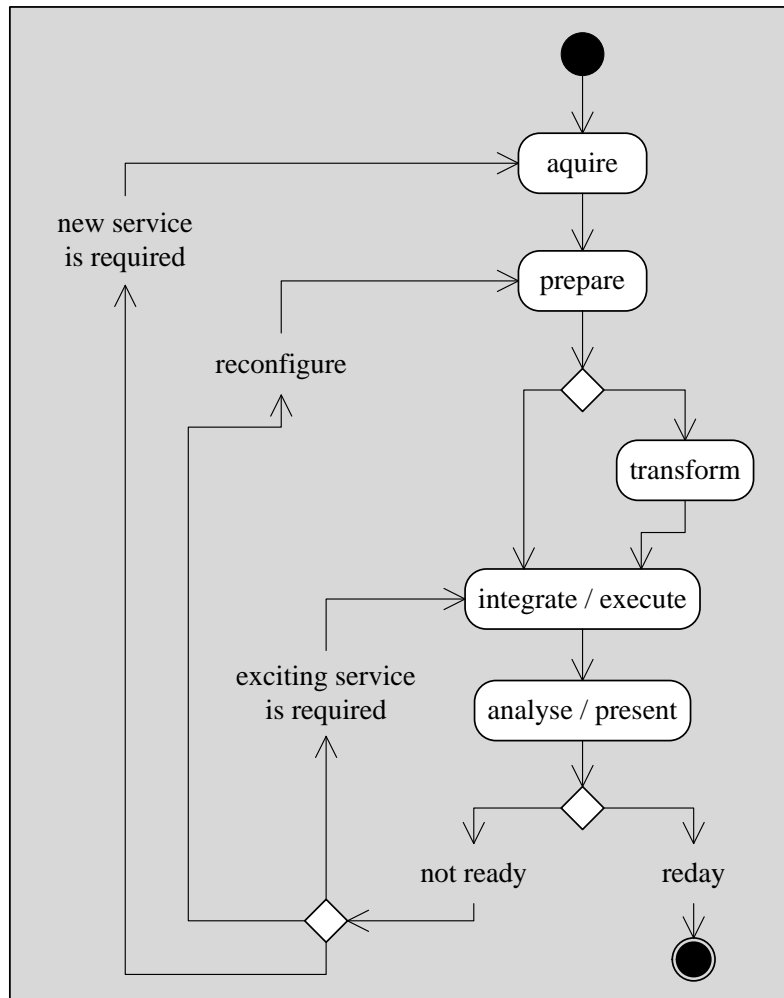 aquire
new service
is required
prepare
reconfigure
transform
integrate / execute
exciting service
is required
analyse / present
not ready
reday